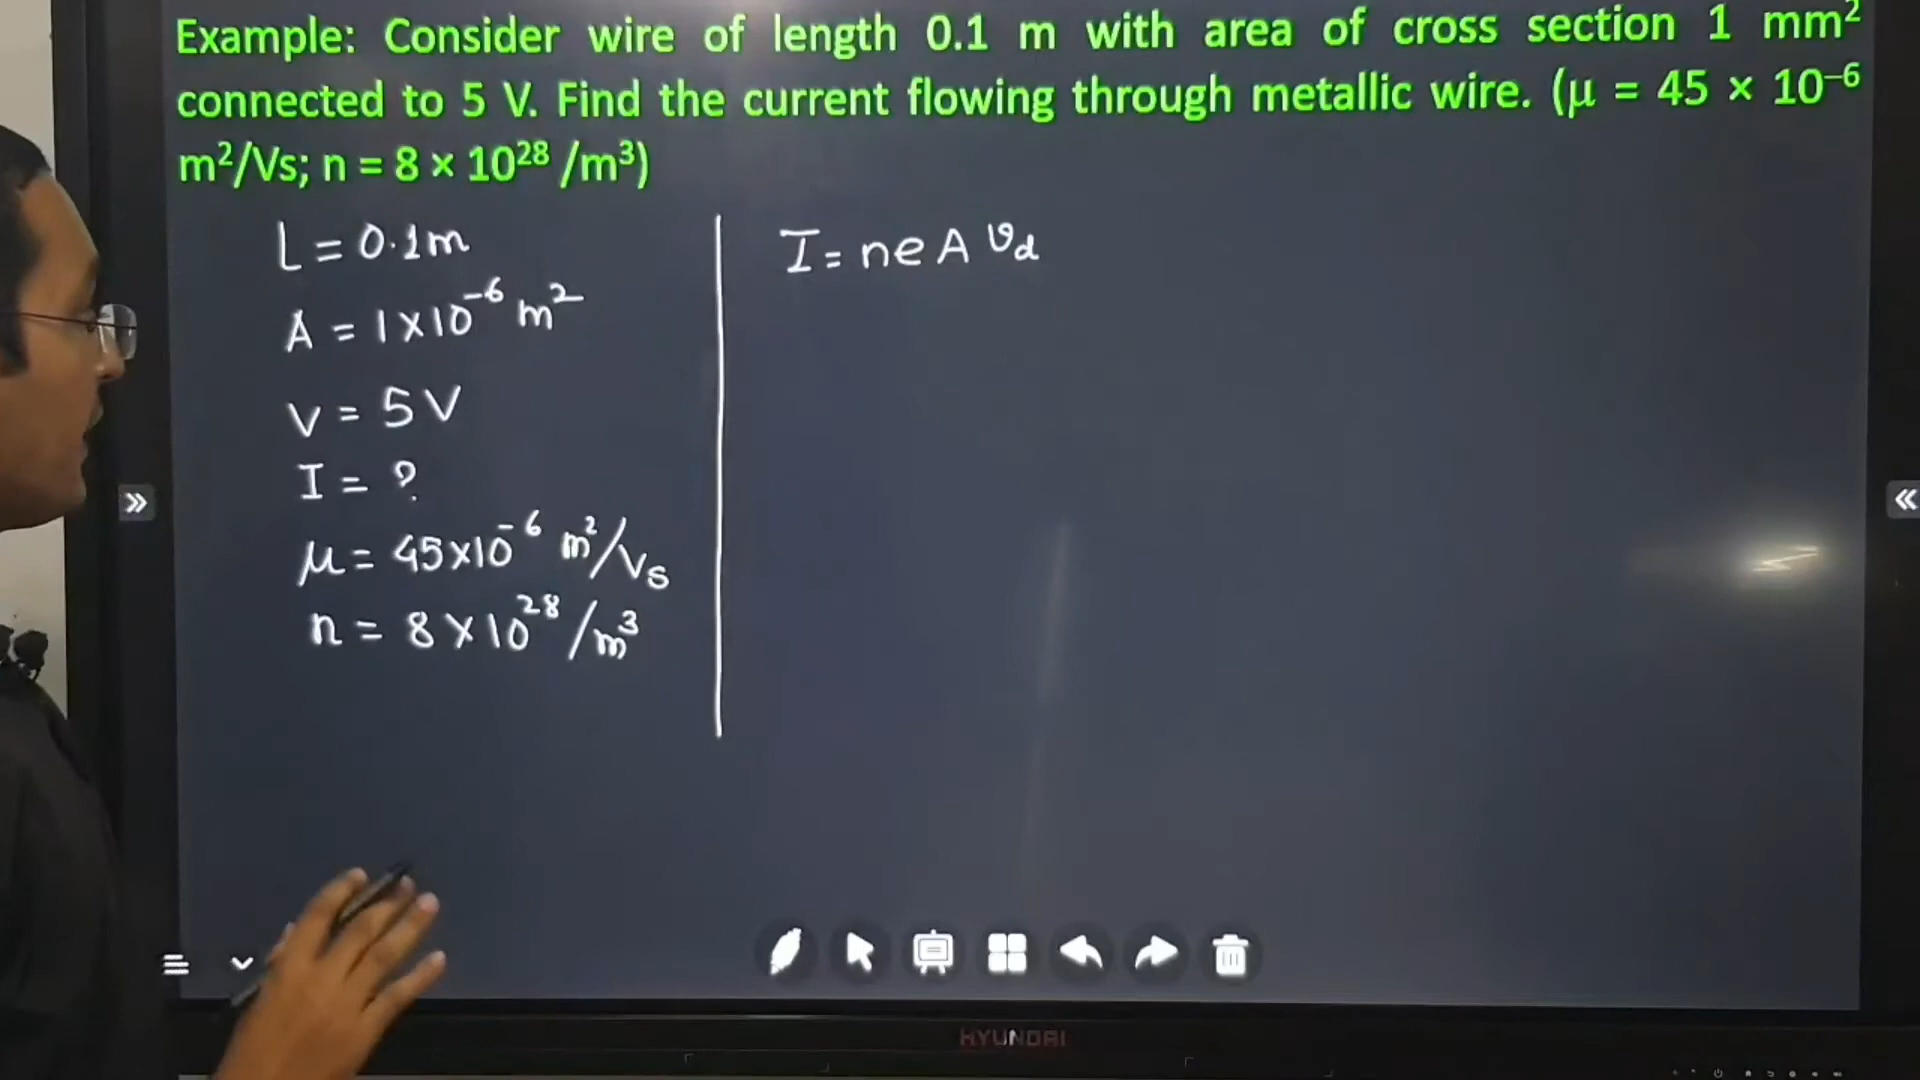 Example: Consider wire of length 0.1 m with area of cross section 1 mm²
connected to 5 V. Find the current flowing through metallic wire. (μ = 45 × 10⁻⁶
m²/Vs; n = 8 × 10²⁸ /m³)
L = 0.1m
A = 1×10⁻⁶ m²
V = 5V
I = ?
μ = 45×10⁻⁶ m²/Vs
n = 8×10²⁸/m³
I = neA𝜗d
HYUNDAI